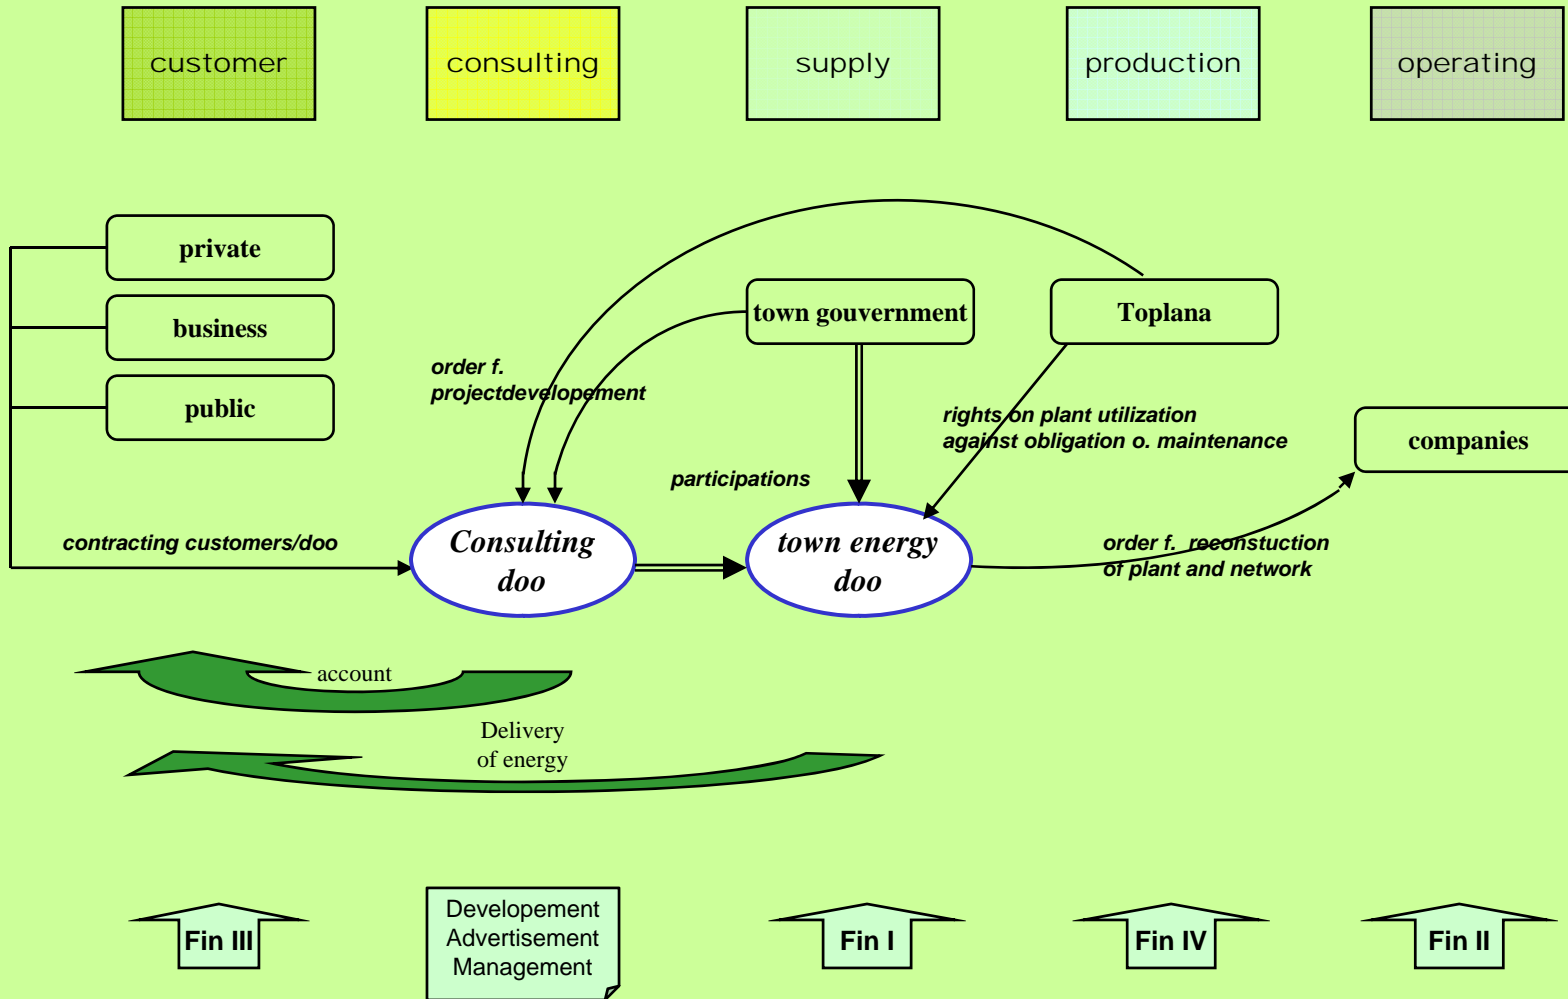 customer
consulting
supply
production
operating
private
business
public
town gouvernment
Toplana
companies
order f.
projectdevelopement
rights on plant utilization
against obligation o. maintenance
participations
contracting customers/doo
Consulting
doo
town energy
doo
order f. reconstuction
of plant and network
account
Delivery
of energy
Fin III
Developement
Advertisement
Management
Fin I
Fin IV
Fin II